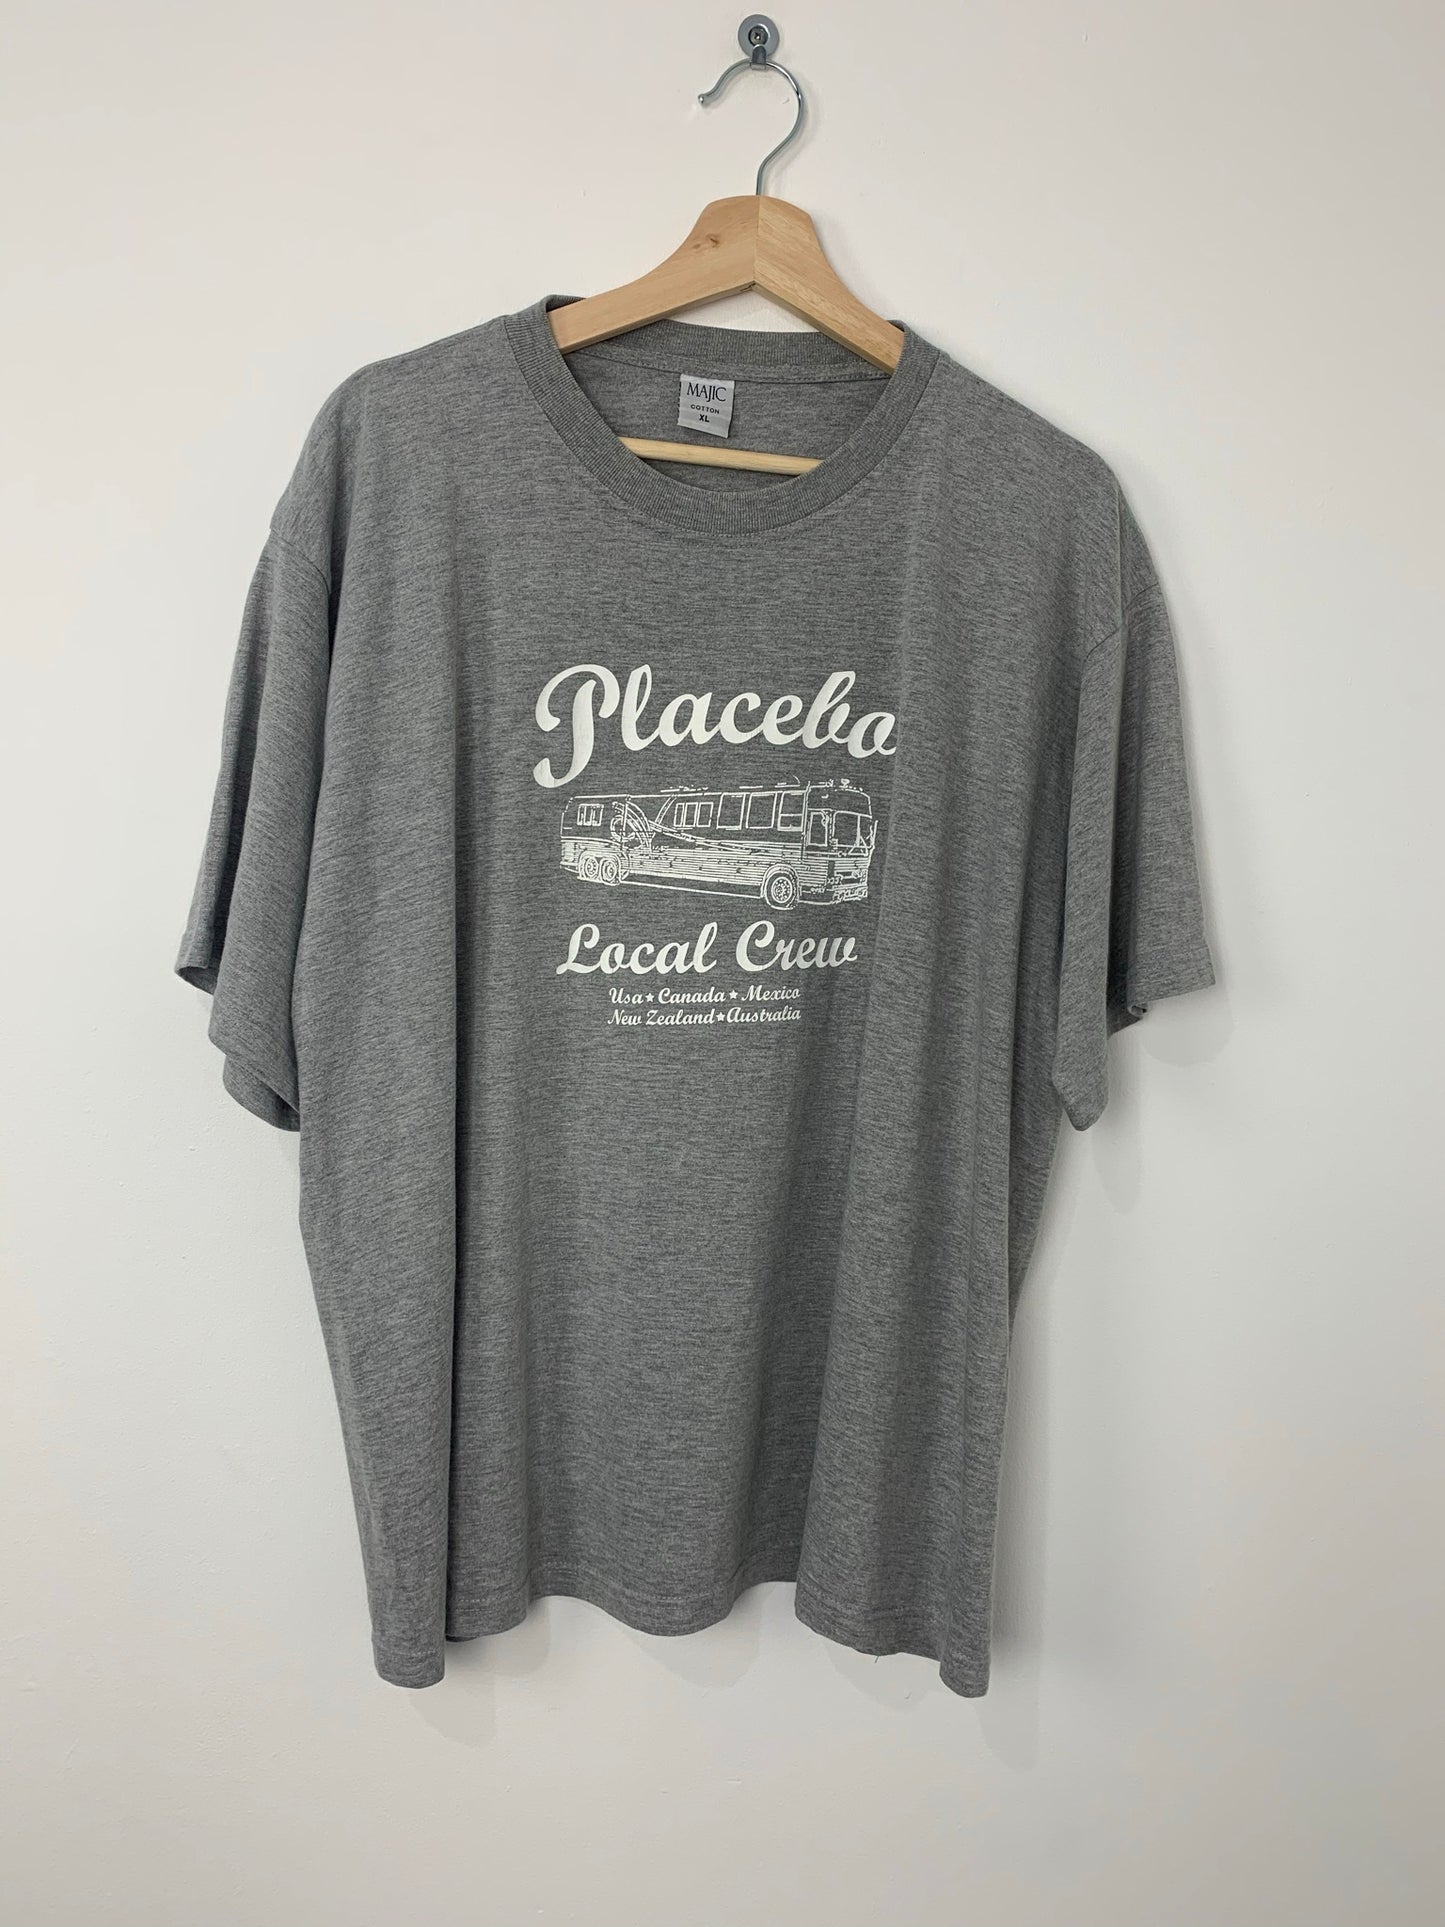 MAJIC
COTTON
XL
Placebo
Local Crew
Usa★Canada★Mexico
New Zealand★Australia